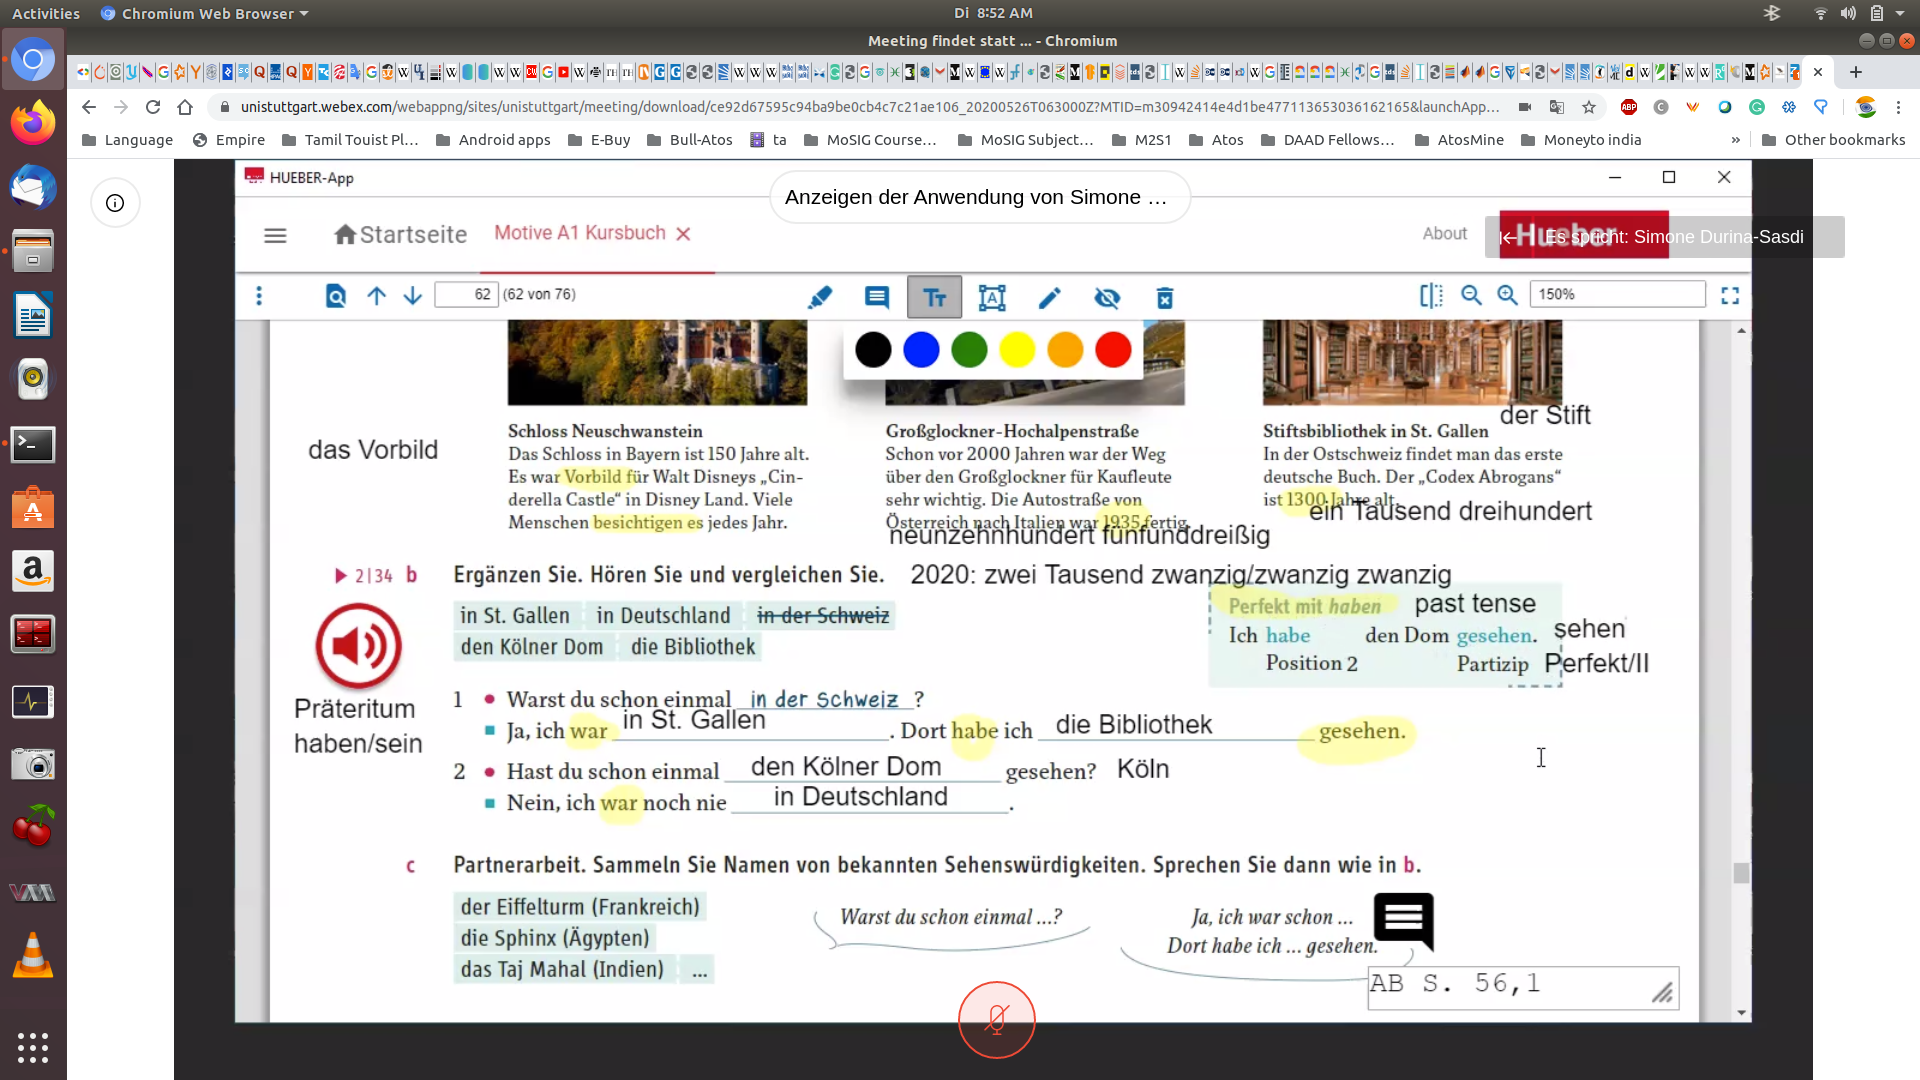 Activities Chromium Web Browser Di 8:52 AM
Meeting findet statt ... - Chromium
unistuttgart.webex.com/webappng/sites/unistuttgart/meeting/download/ce92d67595c94ba9be0cb4c7c21ae106_20200526T063000Z?MTID=m30942414e4d1be477113653036162165&launchApp...
Language Empire Tamil Touist Pl... Android apps E-Buy Bull-Atos ta MoSIG Course... MoSIG Subject... M2S1 Atos DAAD Fellows... AtosMine Moneyto india » Other bookmarks
HUEBER-App
Anzeigen der Anwendung von Simone ...
Startseite Motive A1 Kursbuch About Hueber
Es spricht: Simone Durina-Sasdi
62 (62 von 76) 150%
der Stift
das Vorbild
Schloss Neuschwanstein
Das Schloss in Bayern ist 150 Jahre alt.
Es war Vorbild für Walt Disneys „Cin-
derella Castle“ in Disney Land. Viele
Menschen besichtigen es jedes Jahr.
Großglockner-Hochalpenstraße
Schon vor 2000 Jahren war der Weg
über den Großglockner für Kaufleute
sehr wichtig. Die Autostraße von
Österreich nach Italien war 1935 fertig.
neunzehnhundert fünfunddreißig
Stiftsbibliothek in St. Gallen
In der Ostschweiz findet man das erste
deutsche Buch. Der „Codex Abrogans“
ist 1300 Jahre alt.
ein Tausend dreihundert
2|34 b Ergänzen Sie. Hören Sie und vergleichen Sie. 2020: zwei Tausend zwanzig/zwanzig zwanzig
in St. Gallen in Deutschland in der Schweiz
den Kölner Dom die Bibliothek
Perfekt mit haben past tense
Ich habe den Dom gesehen. sehen
Position 2 Partizip Perfekt/II
Präteritum
haben/sein
1 Warst du schon einmal in der Schweiz ?
Ja, ich war in St. Gallen . Dort habe ich die Bibliothek gesehen.
2 Hast du schon einmal den Kölner Dom gesehen? Köln
Nein, ich war noch nie in Deutschland .
c Partnerarbeit. Sammeln Sie Namen von bekannten Sehenswürdigkeiten. Sprechen Sie dann wie in b.
der Eiffelturm (Frankreich)
die Sphinx (Ägypten)
das Taj Mahal (Indien) ...
Warst du schon einmal ...?
Ja, ich war schon ...
Dort habe ich ... gesehen.
AB S. 56,1